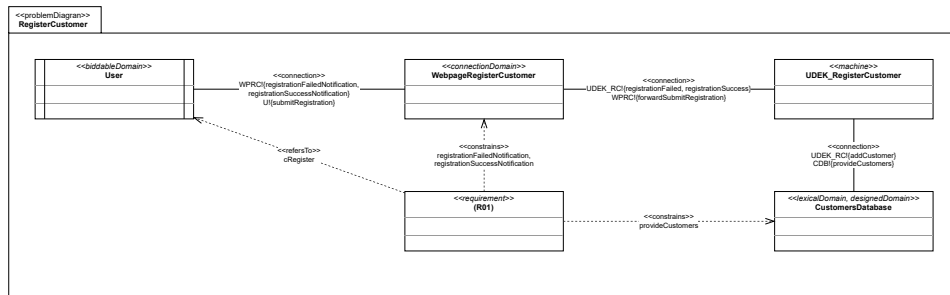 <<problemDiagran>>
RegisterCustomer
<<biddableDomain>>
User
<<connection>>
WPRC!{registrationFailedNotification,
registrationSuccessNotification}
U!{submitRegistration}
<<connectionDomain>>
WebpageRegisterCustomer
<<connection>>
UDEK_RC!{registrationFailed, registrationSuccess}
WPRC!{forwardSubmitRegistration}
<<machine>>
UDEK_RegisterCustomer
<<refersTo>>
cRegister
<<constrains>>
registrationFailedNotification,
registrationSuccessNotification
<<connection>>
UDEK_RC!{addCustomer}
CDB!{provideCustomers}
<<requirement>>
(R01)
<<constrains>>
provideCustomers
<<lexicalDomain, designedDomain>>
CustomersDatabase